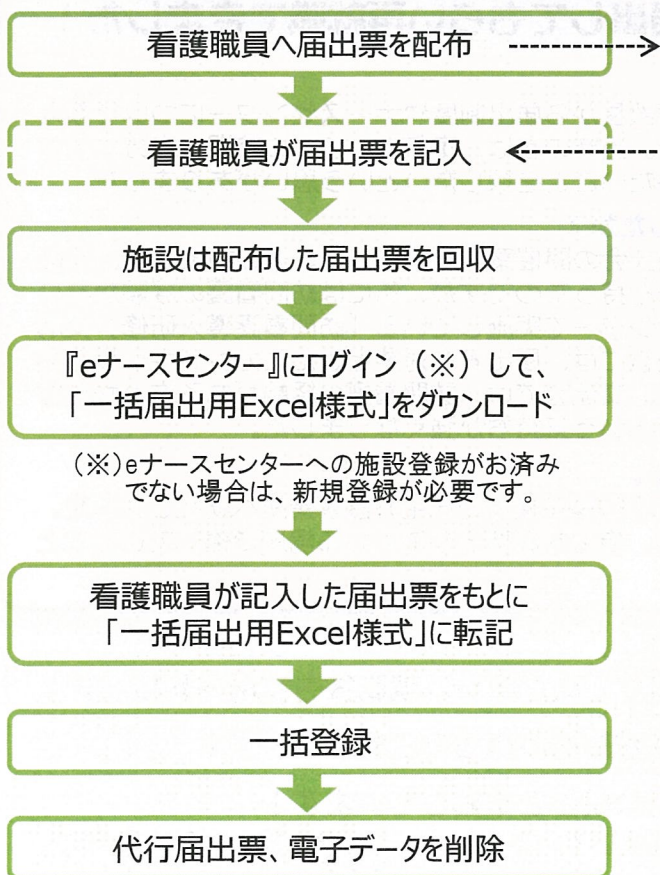 看護職員へ届出票を配布
看護職員が届出票を記入
施設は配布した届出票を回収
『eナースセンター』にログイン（※）して、
「一括届出用Excel様式」をダウンロード
（※）eナースセンターへの施設登録がお済み
でない場合は、新規登録が必要です。
看護職員が記入した届出票をもとに
「一括届出用Excel様式」に転記
一括登録
代行届出票、電子データを削除